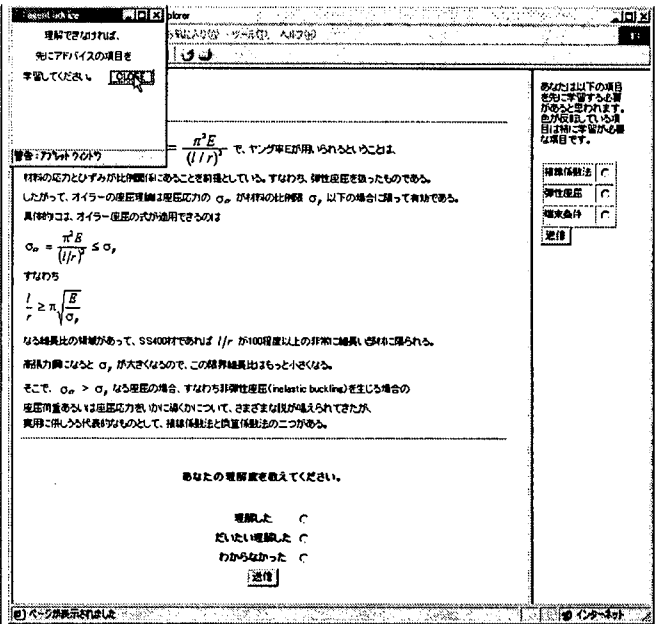 理解できなければ、
先にアドバイスの項目を
学習してください。 CLOSE
警告：アプレット ウィンドウ
= π²E / (l / r)² で、ヤング率Eが用いられるということは、
材料の応力とひずみが比例関係にあることを前提としている。すなわち、弾性座屈を扱ったものである。
したがって、オイラーの座屈理論は座屈応力の σcr が材料の比例限 σp 以下の場合に限って有効である。
具体的には、オイラー座屈の式が適用できるのは
σcr = π²E / (l/r)² ≤ σp
すなわち
l / r ≥ π√(E / σp)
なる細長比の領域があって、SS400材であれば l/r が100程度以上の非常に細長い部材に限られる。
高張力鋼になると σp が大きくなるので、この限界細長比はもっと小さくなる。
そこで、 σcr > σp なる座屈の場合、すなわち非弾性座屈(inelastic buckling)を生じる場合の
座屈荷重あるいは座屈応力をいかに導くかについて、さまざまな説が唱えられてきたが、
実用に供しうる代表的なものとして、接線係数法と換算係数法の二つがある。
あなたの理解度を教えてください。
理解した
だいたい理解した
わからなかった
送信
あなたは以下の項目
を先に学習する必要
があると思われます。
色が反転している項
目は特に学習が必要
な項目です。
接線係数法
弾性座屈
端末条件
送信
ページが表示されました
インターネット